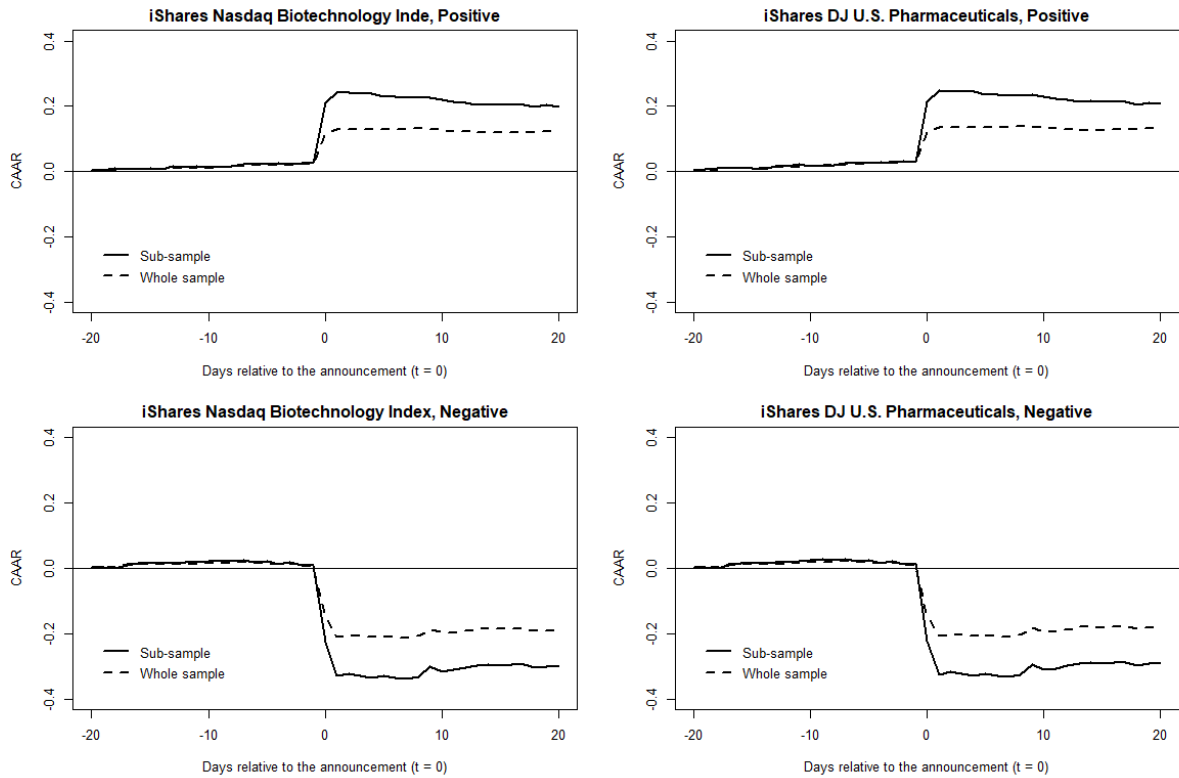 iShares Nasdaq Biotechnology Inde, Positive
CAAR
0.4
0.2
0.0
-0.2
-0.4
Sub-sample
Whole sample
-20 -10 0 10 20
Days relative to the announcement (t = 0)
iShares DJ U.S. Pharmaceuticals, Positive
CAAR
0.4
0.2
0.0
-0.2
-0.4
Sub-sample
Whole sample
-20 -10 0 10 20
Days relative to the announcement (t = 0)
iShares Nasdaq Biotechnology Index, Negative
CAAR
0.4
0.2
0.0
-0.2
-0.4
Sub-sample
Whole sample
-20 -10 0 10 20
Days relative to the announcement (t = 0)
iShares DJ U.S. Pharmaceuticals, Negative
CAAR
0.4
0.2
0.0
-0.2
-0.4
Sub-sample
Whole sample
-20 -10 0 10 20
Days relative to the announcement (t = 0)